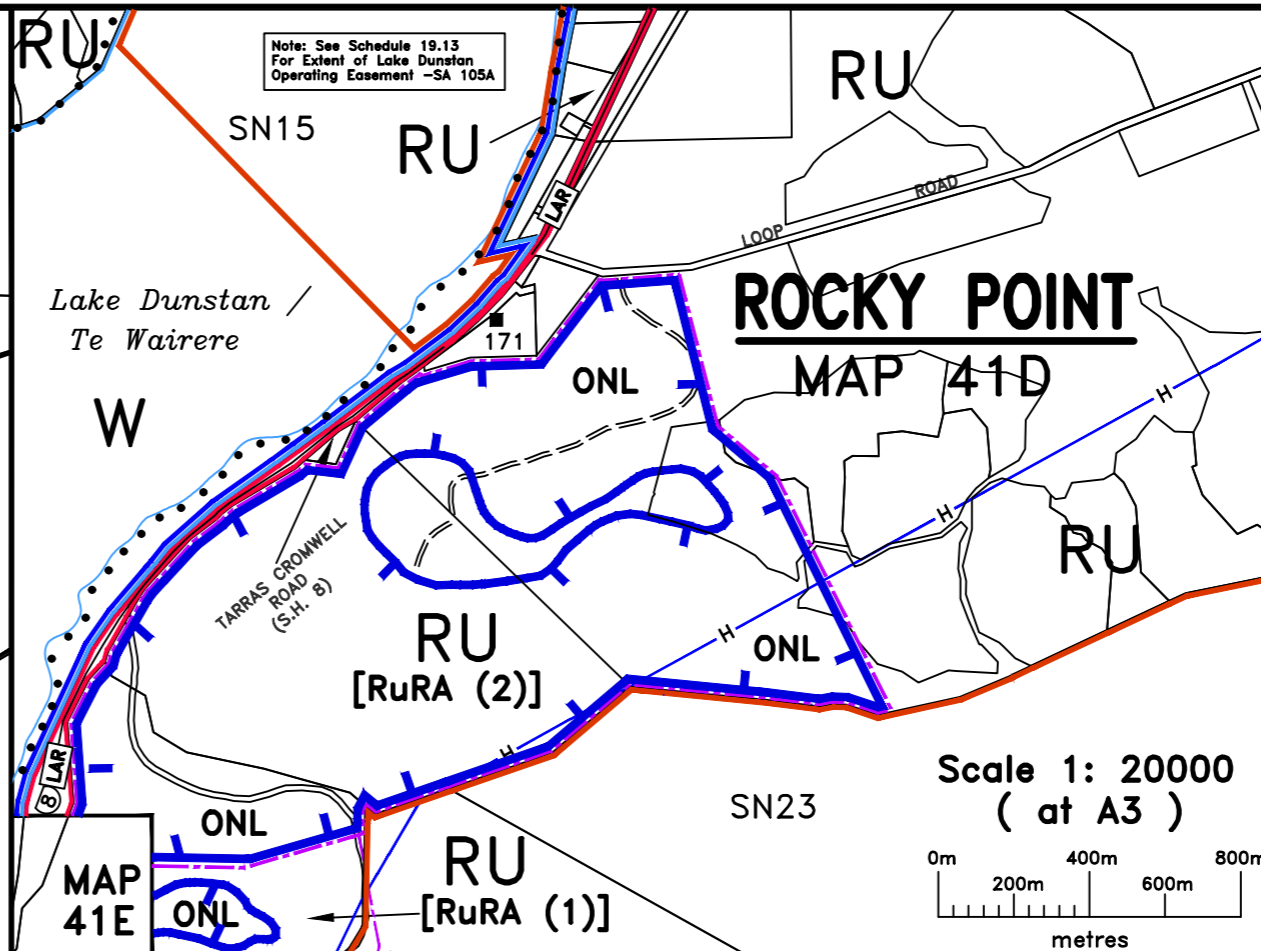 RU
Note: See Schedule 19.13
For Extent of Lake Dunstan
Operating Easement -SA 105A
SN15
RU
RU
LAR
LOOP ROAD
Lake Dunstan
Te Wairere
ROCKY POINT
MAP 41D
171
ONL
W
H
H
TARRAS CROMWELL
ROAD
(S.H. 8)
RU
RU
[RuRA (2)]
H
ONL
H
LAR
8
SN23
Scale 1: 20000
( at A3 )
ONL
RU
[RuRA (1)]
MAP
41E
ONL
0m 400m 800m
200m 600m
metres